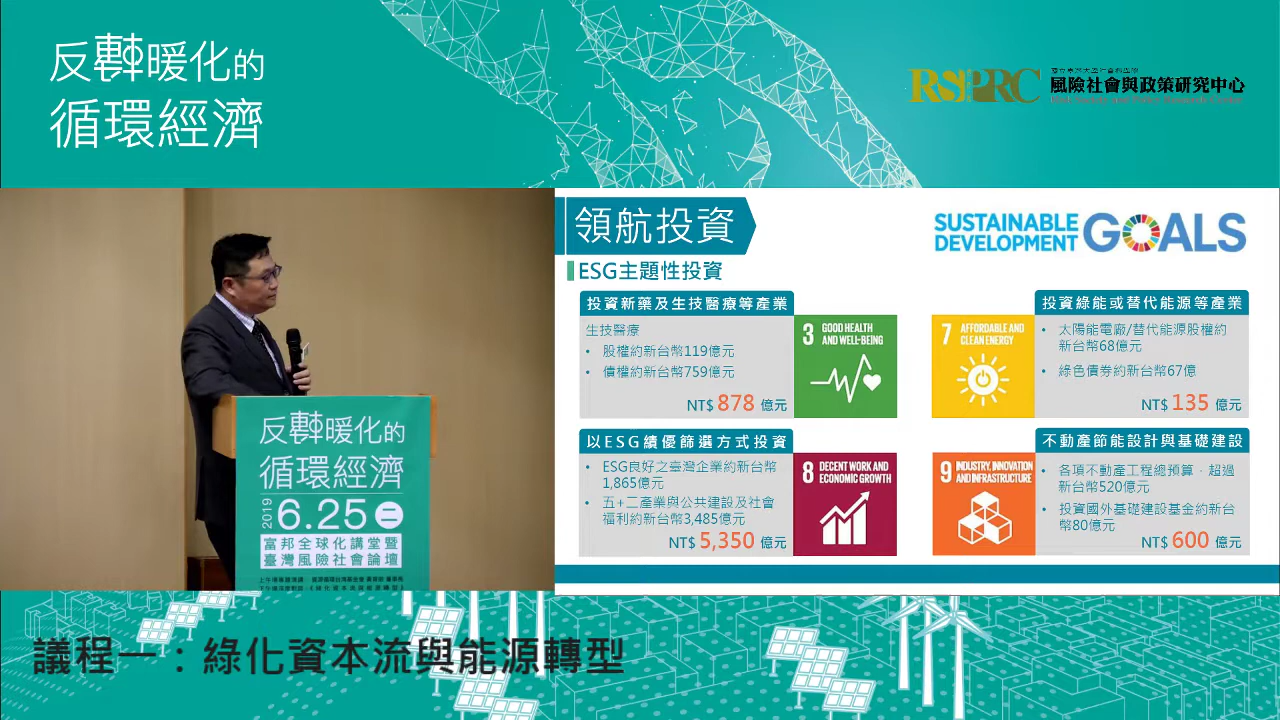 反轉暖化的
循環經濟
RSPRC
風險社會與政策研究中心
Risk Society and Policy Research Center
領航投資
SUSTAINABLE
DEVELOPMENT
GOALS
ESG主題性投資
投資新藥及生技醫療等產業
生技醫療
• 股權約新台幣119億元
• 債權約新台幣759億元
NT$ 878 億元
3 GOOD HEALTH
AND WELL-BEING
7 AFFORDABLE AND
CLEAN ENERGY
投資綠能或替代能源等產業
• 太陽能電廠/替代能源股權約
新台幣68億元
• 綠色債券約新台幣67億
NT$ 135 億元
以ESG績優篩選方式投資
• ESG良好之臺灣企業約新台幣
1,865億元
• 五+二產業與公共建設及社會
福利約新台幣3,485億元
NT$ 5,350 億元
8 DECENT WORK AND
ECONOMIC GROWTH
9 INDUSTRY, INNOVATION
AND INFRASTRUCTURE
不動產節能設計與基礎建設
• 各項不動產工程總預算，超過
新台幣520億元
• 投資國外基礎建設基金約新台
幣80億元
NT$ 600 億元
反轉暖化的
循環經濟
2019 6.25 二
富邦全球化講堂暨
臺灣風險社會論壇
議程一：綠化資本流與能源轉型